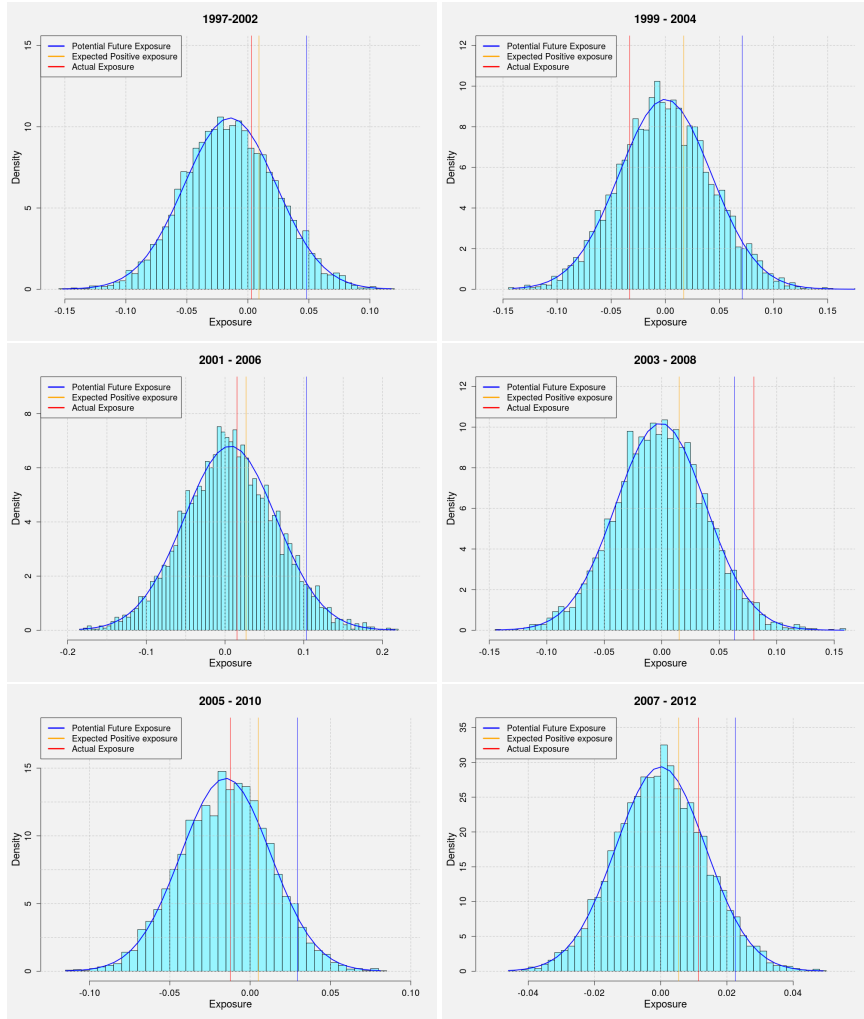 1997-2002
Potential Future Exposure
Expected Positive exposure
Actual Exposure
Density
0
5
10
15
-0.15
-0.10
-0.05
0.00
0.05
0.10
Exposure
1999 - 2004
Potential Future Exposure
Expected Positive exposure
Actual Exposure
Density
0
2
4
6
8
10
12
-0.15
-0.10
-0.05
0.00
0.05
0.10
0.15
Exposure
2001 - 2006
Potential Future Exposure
Expected Positive exposure
Actual Exposure
Density
0
2
4
6
8
-0.2
-0.1
0.0
0.1
0.2
Exposure
2003 - 2008
Potential Future Exposure
Expected Positive exposure
Actual Exposure
Density
0
2
4
6
8
10
12
-0.15
-0.10
-0.05
0.00
0.05
0.10
0.15
Exposure
2005 - 2010
Potential Future Exposure
Expected Positive exposure
Actual Exposure
Density
0
5
10
15
-0.10
-0.05
0.00
0.05
0.10
Exposure
2007 - 2012
Potential Future Exposure
Expected Positive exposure
Actual Exposure
Density
0
5
10
15
20
25
30
35
-0.04
-0.02
0.00
0.02
0.04
Exposure